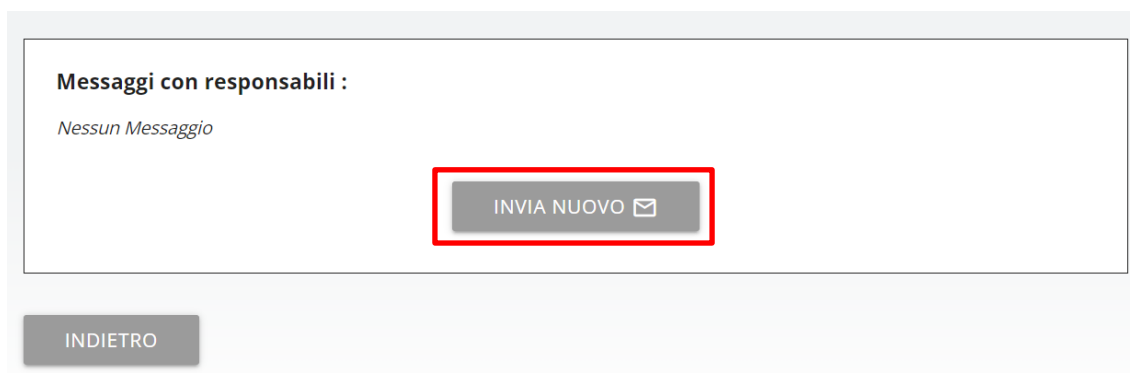 Messaggi con responsabili :
Nessun Messaggio
INVIA NUOVO
INDIETRO